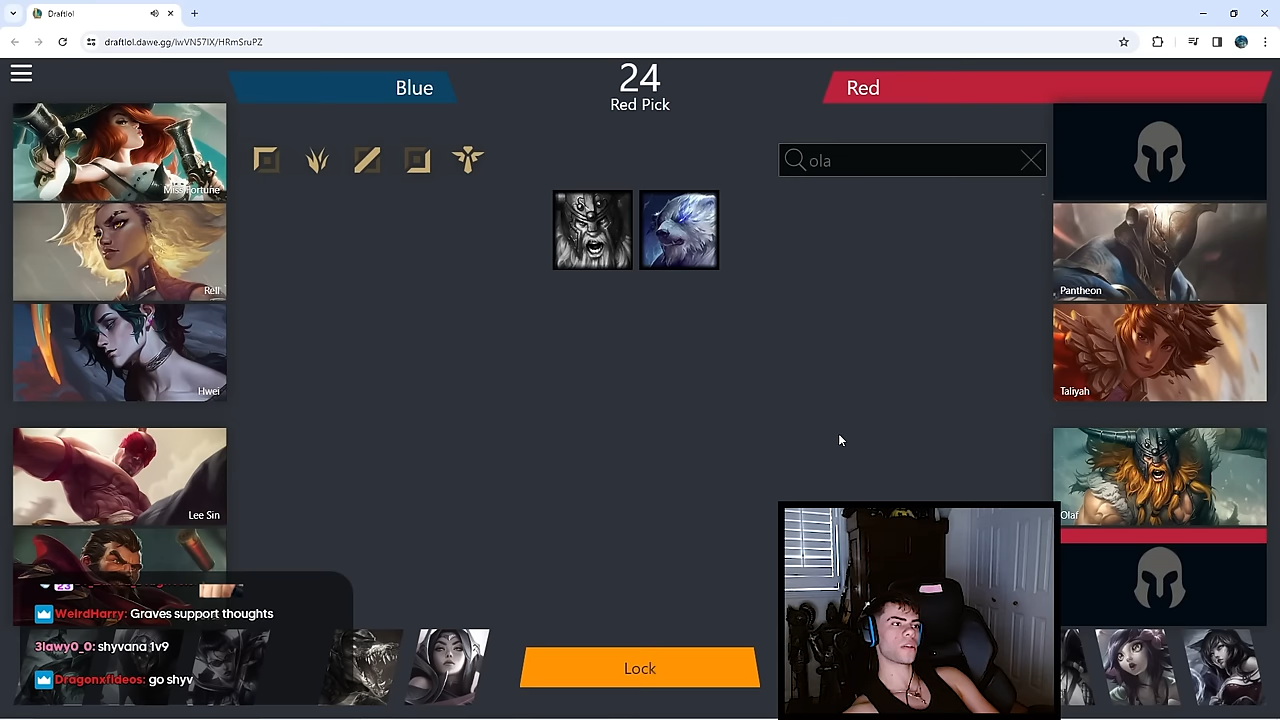 Draftlol
draftlol.dawe.gg/IwVN57IX/HRmSruPZ
24
Blue
Red Pick
Red
ola
Miss Fortune
Rell
Pantheon
Hwei
Taliyah
Lee Sin
Olaf
23
WeirdHarry: Graves support thoughts
3lawy0_0: shyvana 1v9
Dragonxfideos: go shyv
Lock